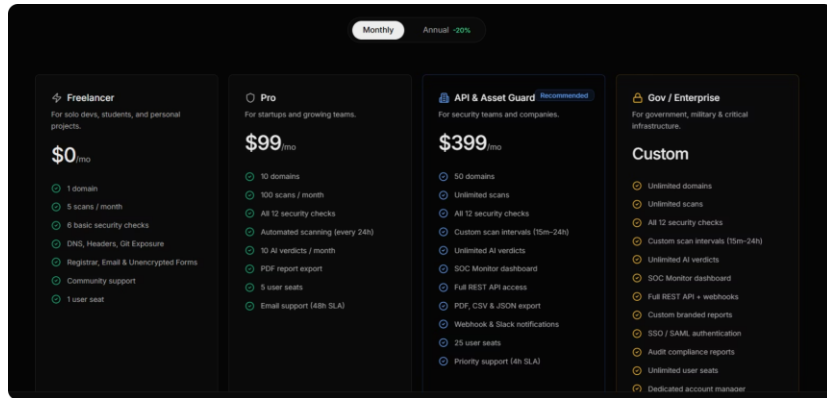 Monthly
Annual -20%
Freelancer
For solo devs, students, and personal
projects.
$0/mo
1 domain
5 scans / month
6 basic security checks
DNS, Headers, Git Exposure
Registrar, Email & Unencrypted Forms
Community support
1 user seat
Pro
For startups and growing teams.
$99/mo
10 domains
100 scans / month
All 12 security checks
Automated scanning (every 24h)
10 AI verdicts / month
PDF report export
5 user seats
Email support (48h SLA)
API & Asset Guard
Recommended
For security teams and companies.
$399/mo
50 domains
Unlimited scans
All 12 security checks
Custom scan intervals (15m–24h)
Unlimited AI verdicts
SOC Monitor dashboard
Full REST API access
PDF, CSV & JSON export
Webhook & Slack notifications
25 user seats
Priority support (4h SLA)
Gov / Enterprise
For government, military & critical
infrastructure.
Custom
Unlimited domains
Unlimited scans
All 12 security checks
Custom scan intervals (15m–24h)
Unlimited AI verdicts
SOC Monitor dashboard
Full REST API + webhooks
Custom branded reports
SSO / SAML authentication
Audit compliance reports
Unlimited user seats
Dedicated account manager